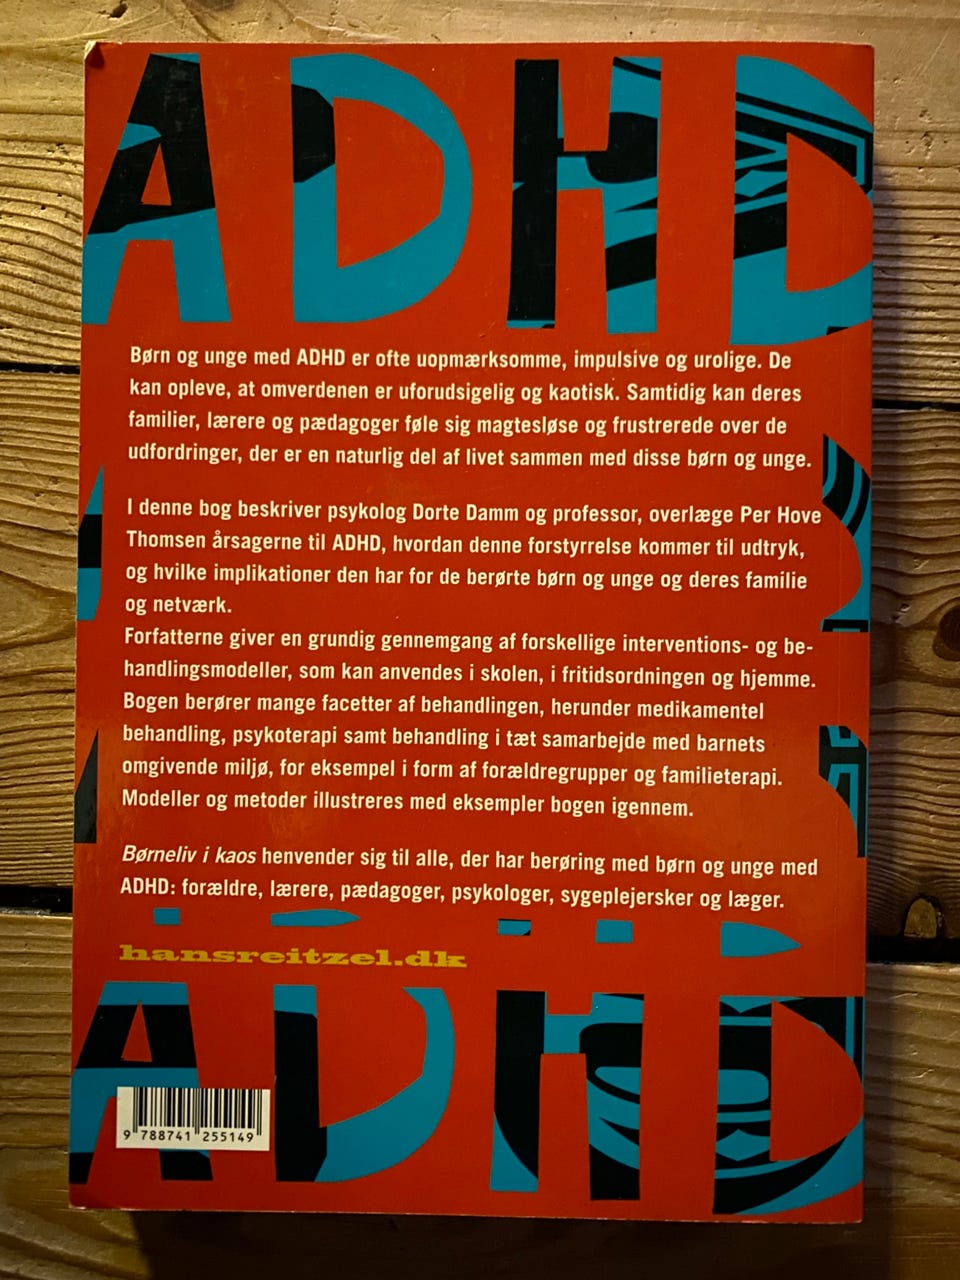 ADHD
Børn og unge med ADHD er ofte uopmærksomme, impulsive og urolige. De
kan opleve, at omverdenen er uforudsigelig og kaotisk. Samtidig kan deres
familier, lærere og pædagoger føle sig magtesløse og frustrerede over de
udfordringer, der er en naturlig del af livet sammen med disse børn og unge.
I denne bog beskriver psykolog Dorte Damm og professor, overlæge Per Hove
Thomsen årsagerne til ADHD, hvordan denne forstyrrelse kommer til udtryk,
og hvilke implikationer den har for de berørte børn og unge og deres familie
og netværk.
Forfatterne giver en grundig gennemgang af forskellige interventions- og be-
handlingsmodeller, som kan anvendes i skolen, i fritidsordningen og hjemme.
Bogen berører mange facetter af behandlingen, herunder medikamentel
behandling, psykoterapi samt behandling i tæt samarbejde med barnets
omgivende miljø, for eksempel i form af forældregrupper og familieterapi.
Modeller og metoder illustreres med eksempler bogen igennem.
Børneliv i kaos henvender sig til alle, der har berøring med børn og unge med
ADHD: forældre, lærere, pædagoger, psykologer, sygeplejersker og læger.
hansreitzel.dk
ADHD
9 788741 255149